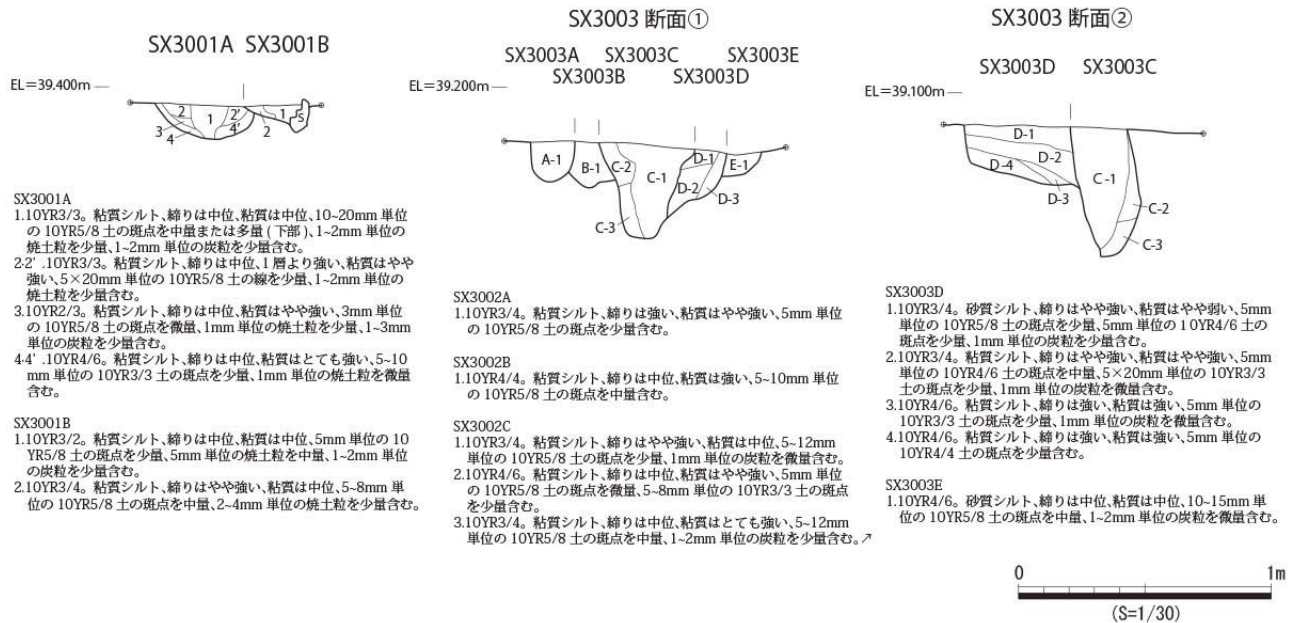 SX3001A SX3001B
EL=39.400m
2 1 2' 1 S
3 4 4' 2
SX3001A
1.10YR3/3。粘質シルト、締りは中位、粘質は中位、10~20mm 単位
の 10YR5/8 土の斑点を中量または多量 ( 下部 )、1~2mm 単位の
焼土粒を少量、1~2mm 単位の炭粒を少量含む。
2・2' .10YR3/3。粘質シルト、締りは中位、1 層より強い、粘質はやや
強い、5×20mm 単位の 10YR5/8 土の線を少量、1~2mm 単位の
焼土粒を少量含む。
3.10YR2/3。粘質シルト、締りは中位、粘質はやや強い、3mm 単位
の 10YR5/8 土の斑点を微量、1mm 単位の焼土粒を少量、1~3mm
単位の炭粒を少量含む。
4・4' .10YR4/6。粘質シルト、締りは中位、粘質はとても強い、5~10
mm 単位の 10YR3/3 土の斑点を少量、1mm 単位の焼土粒を微量
含む。
SX3001B
1.10YR3/2。粘質シルト、締りは中位、粘質は中位、5mm 単位の 10
YR5/8 土の斑点を少量、5mm 単位の焼土粒を中量、1~2mm 単位
の炭粒を少量含む。
2.10YR3/4。粘質シルト、締りはやや強い、粘質は中位、5~8mm 単
位の 10YR5/8 土の斑点を中量、2~4mm 単位の焼土粒を少量含む。
SX3003 断面①
SX3003A SX3003C SX3003E
SX3003B SX3003D
EL=39.200m
A-1 B-1 C-2 C-1 D-1 E-1
D-2 D-3
C-3
SX3002A
1.10YR3/4。粘質シルト、締りは強い、粘質はやや強い、5mm 単位
の 10YR5/8 土の斑点を少量含む。
SX3002B
1.10YR4/4。粘質シルト、締りは中位、粘質は強い、5~10mm 単位
の 10YR5/8 土の斑点を中量含む。
SX3002C
1.10YR3/4。粘質シルト、締りはやや強い、粘質は中位、5~12mm
単位の 10YR5/8 土の斑点を少量、1mm 単位の炭粒を微量含む。
2.10YR4/6。粘質シルト、締りは中位、粘質はやや強い、5mm 単位
の 10YR5/8 土の斑点を微量、5~8mm 単位の 10YR3/3 土の斑点
を少量含む。
3.10YR3/4。粘質シルト、締りは中位、粘質はとても強い、5~12mm
単位の 10YR5/8 土の斑点を中量、1~2mm 単位の炭粒を少量含む。↗
SX3003 断面②
SX3003D SX3003C
EL=39.100m
D-1
D-2
D-4 C-1
D-3
C-2
C-3
SX3003D
1.10YR3/4。砂質シルト、締りはやや強い、粘質はやや弱い、5mm
単位の 10YR5/8 土の斑点を少量、5mm 単位の 1 0YR4/6 土の
斑点を少量、1mm 単位の炭粒を少量含む。
2.10YR3/4。粘質シルト、締りはやや強い、粘質はやや強い、5mm
単位の 10YR4/6 土の斑点を中量、5×20mm 単位の 10YR3/3
土の斑点を少量、1mm 単位の炭粒を微量含む。
3.10YR4/6。粘質シルト、締りは強い、粘質は強い、5mm 単位の
10YR3/3 土の斑点を少量、1mm 単位の炭粒を微量含む。
4.10YR4/6。粘質シルト、締りは強い、粘質は強い、5mm 単位の
10YR4/4 土の斑点を少量含む。
SX3003E
1.10YR4/6。砂質シルト、締りは中位、粘質は中位、10~15mm 単
位の 10YR5/8 土の斑点を中量、1~2mm 単位の炭粒を微量含む。
0 1m
(S=1/30)